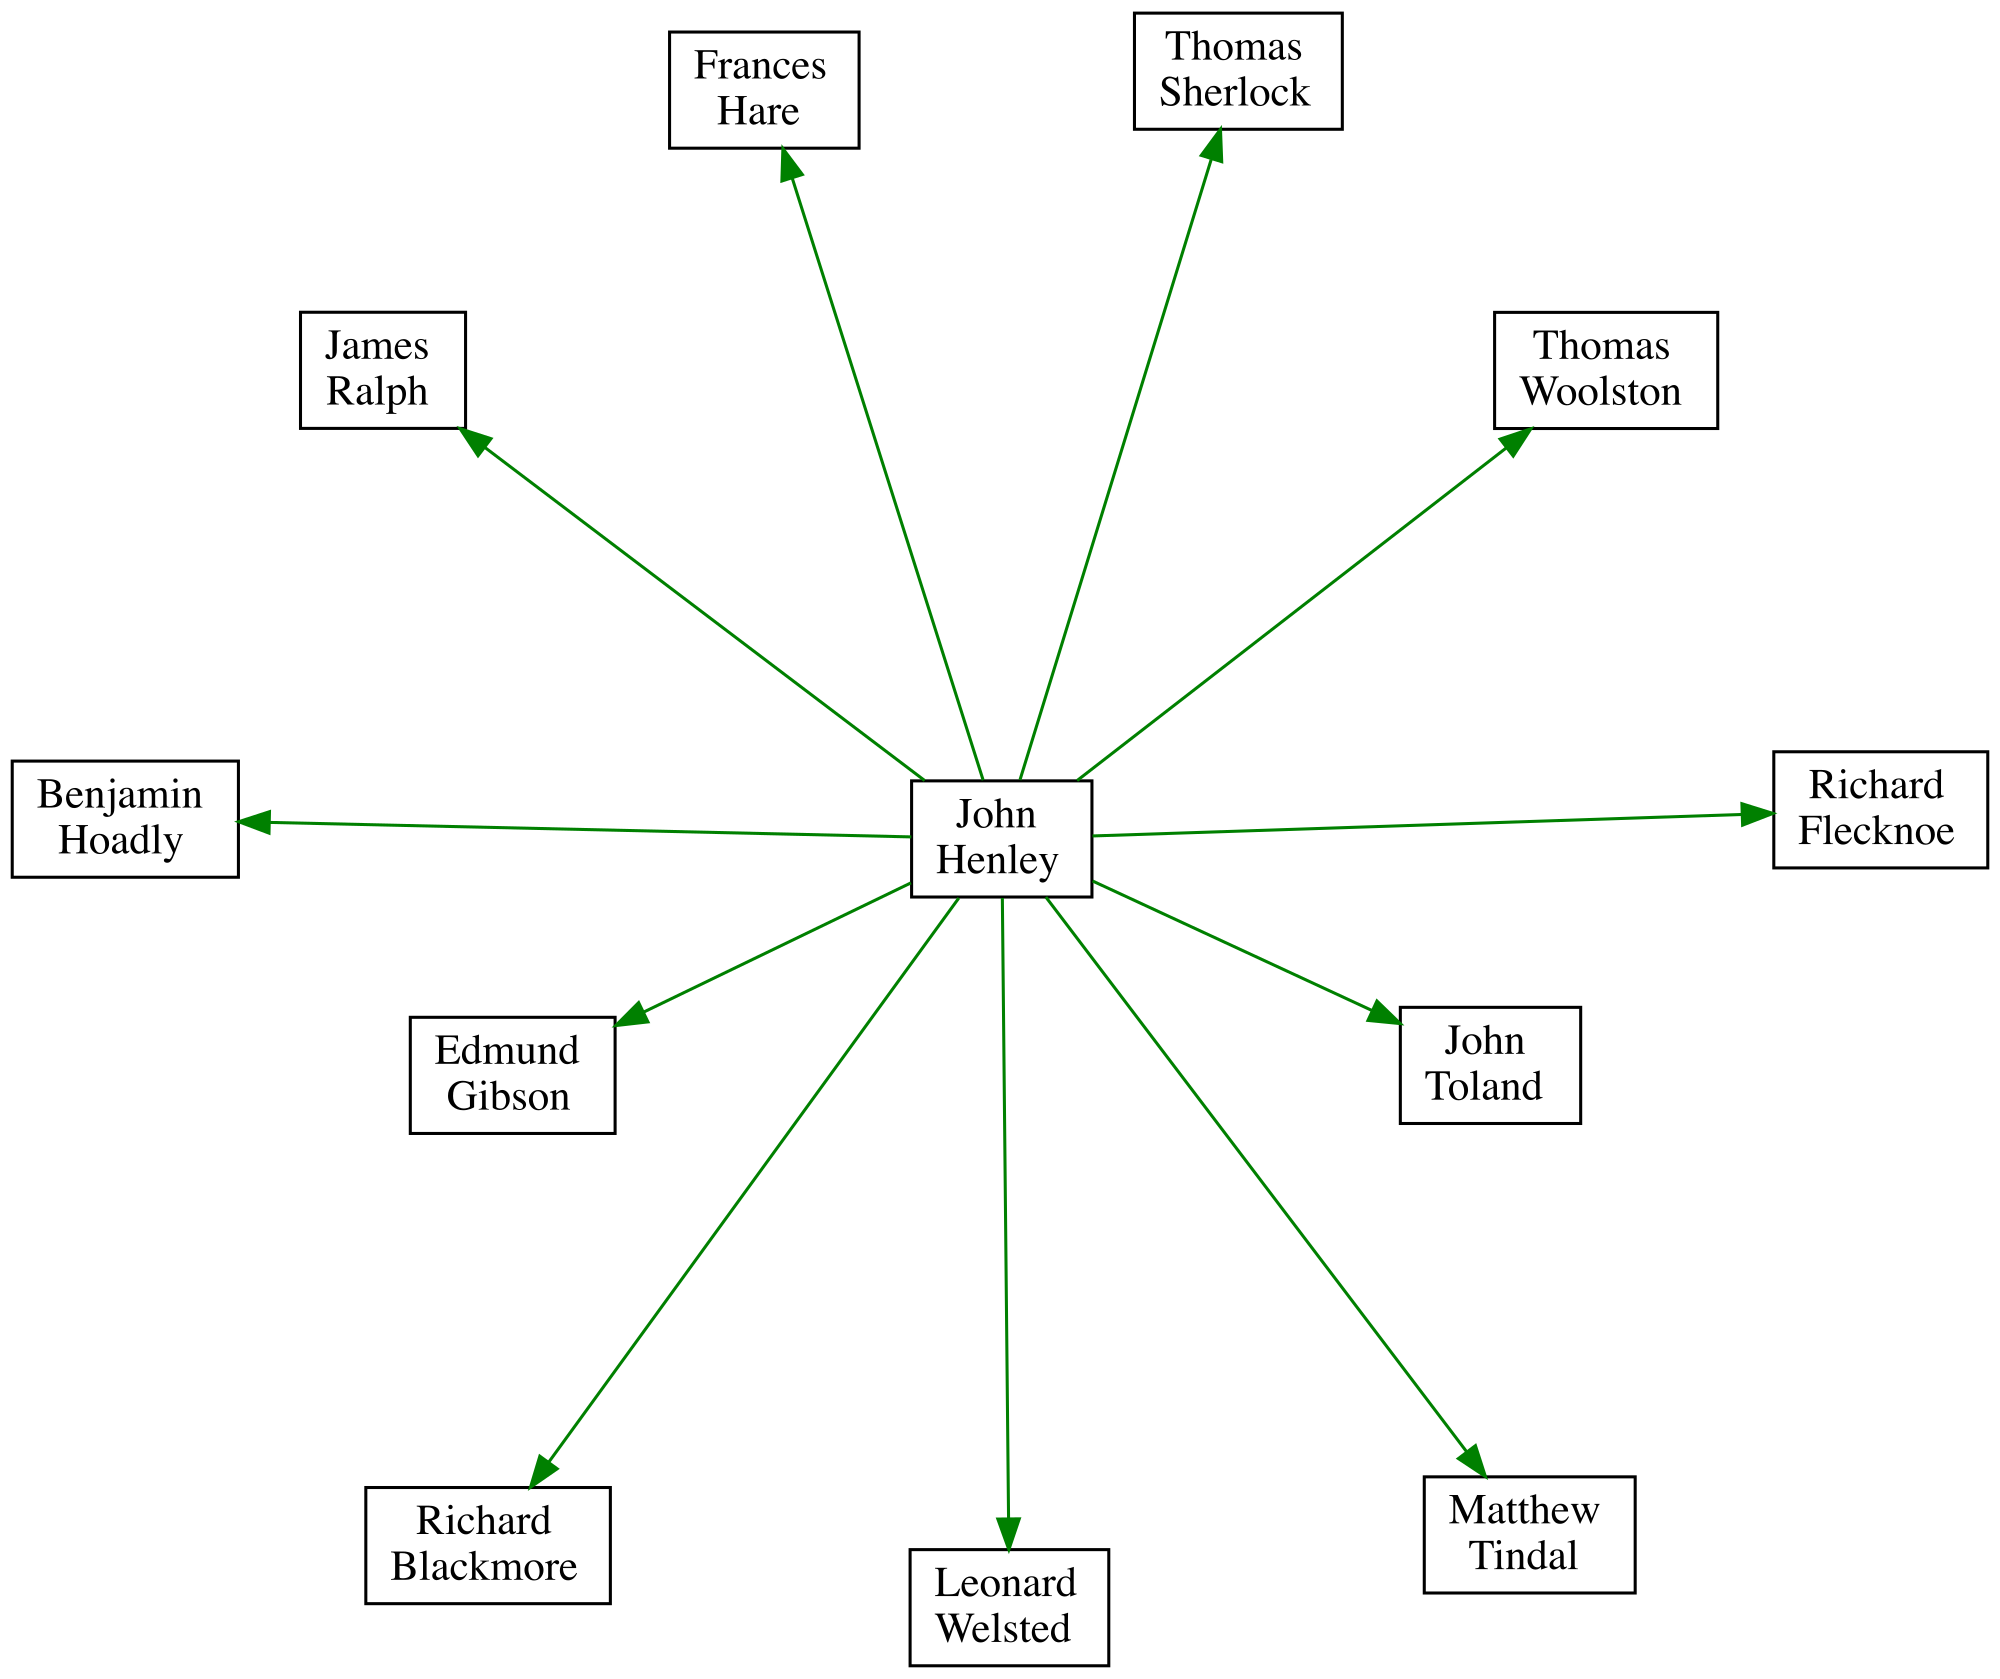 Thomas
Sherlock
Frances
Hare
James
Ralph
Thomas
Woolston
Benjamin
Hoadly
John
Henley
Richard
Flecknoe
Edmund
Gibson
John
Toland
Richard
Blackmore
Leonard
Welsted
Matthew
Tindal